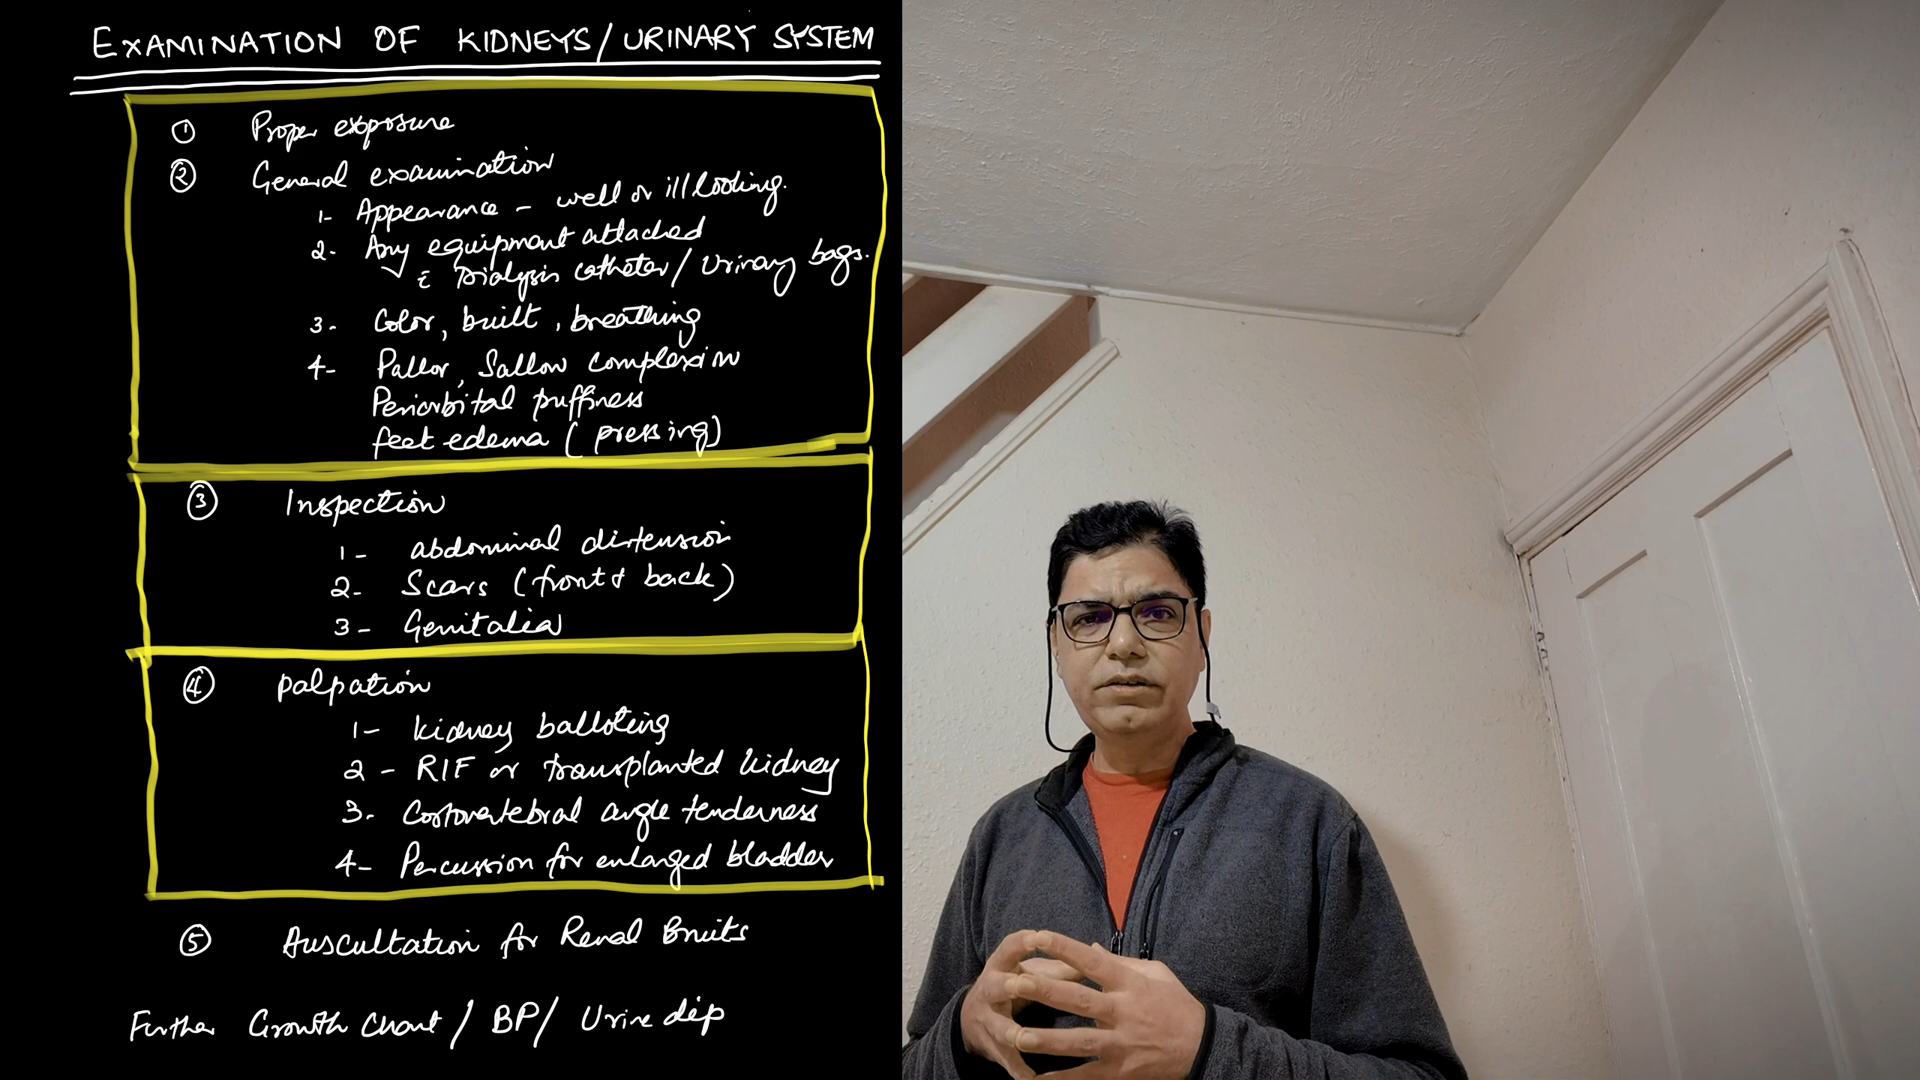 EXAMINATION OF KIDNEYS/URINARY SYSTEM
① Proper exposure
② General examination
1- Appearance - well or ill looking.
2- Any equipment attached
c̄ Dialysis catheter/Urinary bags.
3- Color, built, breathing
4- Pallor, Sallow complexion
Periorbital puffiness
feet edema (pressing)
③ Inspection
1- abdominal distension
2- Scars (front & back)
3- Genitalia
④ palpation
1- kidney balloting
2- RIF or transplanted kidney
3- Costovertebral angle tenderness
4- Percussion for enlarged bladder
⑤ Auscultation for Renal Bruits
Further Growth Chart / BP/ Urine dip